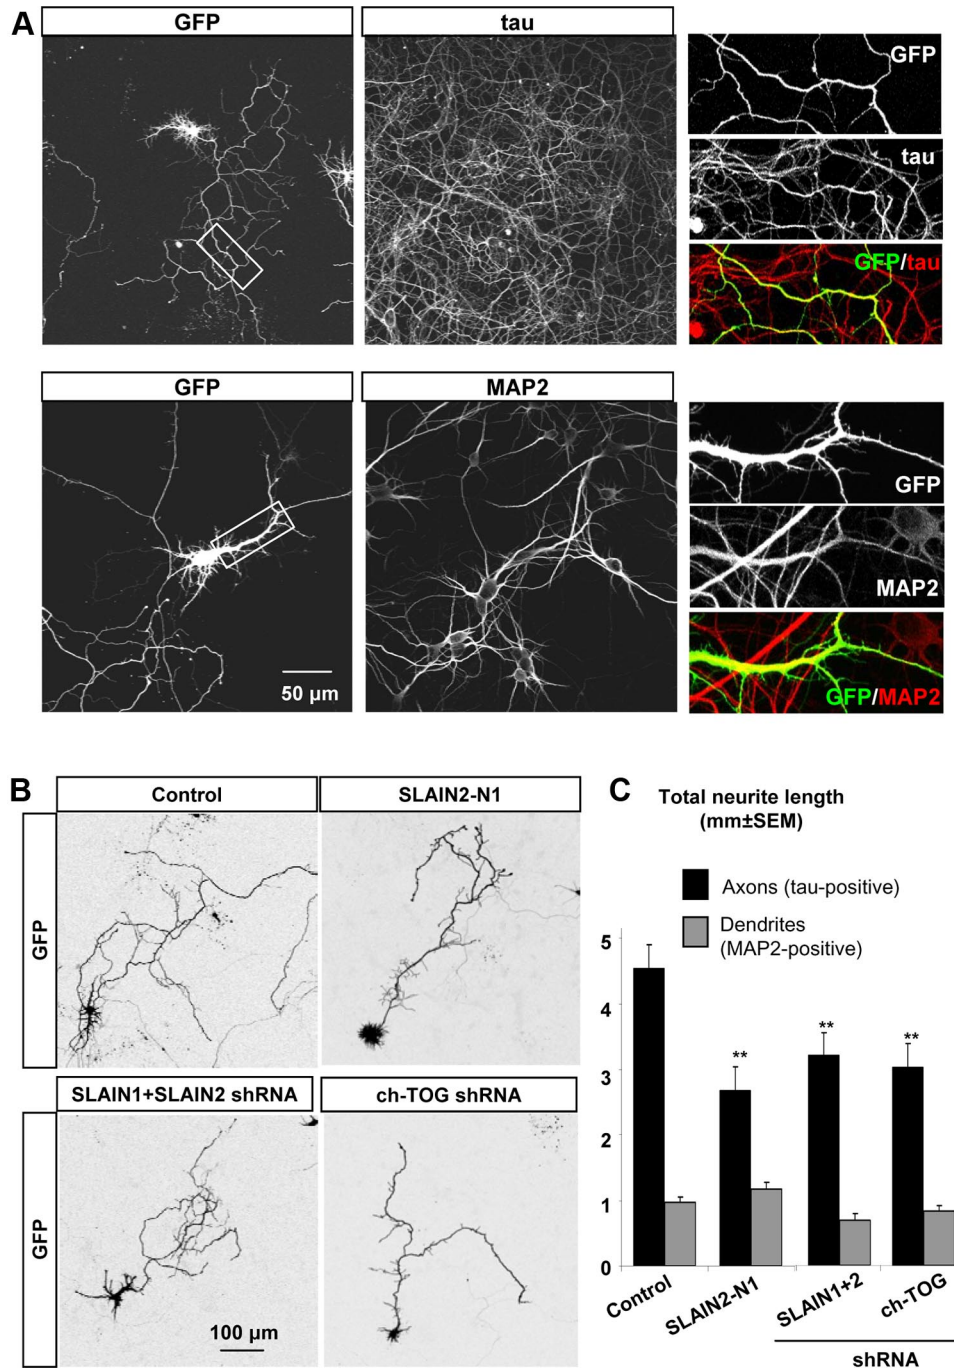 A
GFP
tau
GFP
tau
GFP/tau
GFP
MAP2
GFP
MAP2
GFP/MAP2
50 µm
B
Control
SLAIN2-N1
GFP
SLAIN1+SLAIN2 shRNA
ch-TOG shRNA
GFP
100 µm
C
Total neurite length
(mm±SEM)
Axons (tau-positive)
Dendrites
(MAP2-positive)
5
4
3
2
1
0
**
**
**
Control
SLAIN2-N1
SLAIN1+2
ch-TOG
shRNA